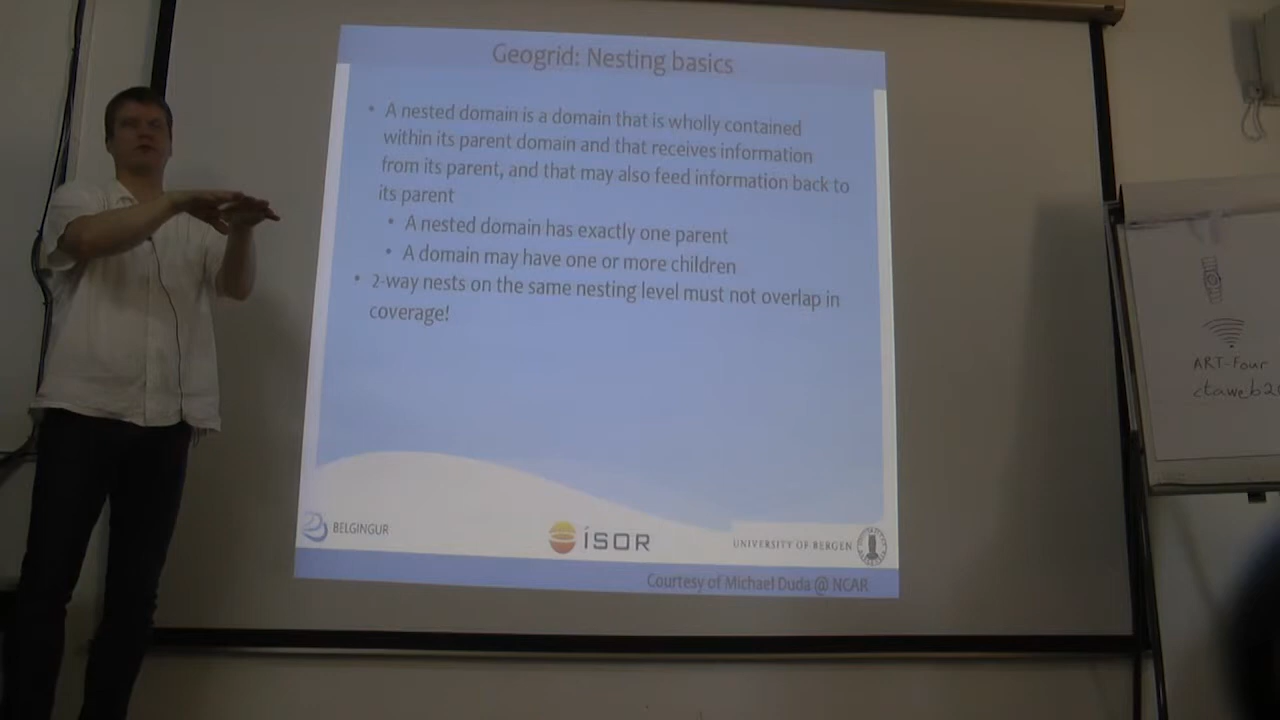 Geogrid: Nesting basics
• A nested domain is a domain that is wholly contained
within its parent domain and that receives information
from its parent, and that may also feed information back to
its parent
• A nested domain has exactly one parent
• A domain may have one or more children
• 2-way nests on the same nesting level must not overlap in
coverage!
BELGINGUR
ÍSOR
UNIVERSITY OF BERGEN
Courtesy of Michael Duda @ NCAR
ART-Four